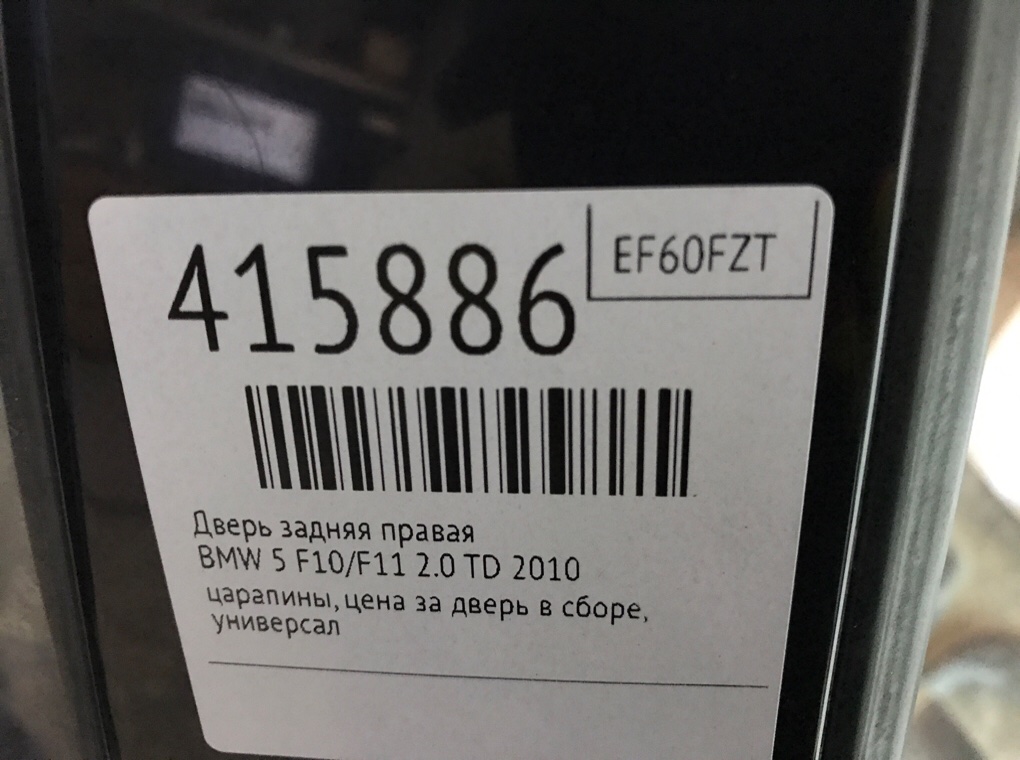 415886
EF60FZT
Дверь задняя правая
BMW 5 F10/F11 2.0 TD 2010
царапины, цена за дверь в сборе,
универсал